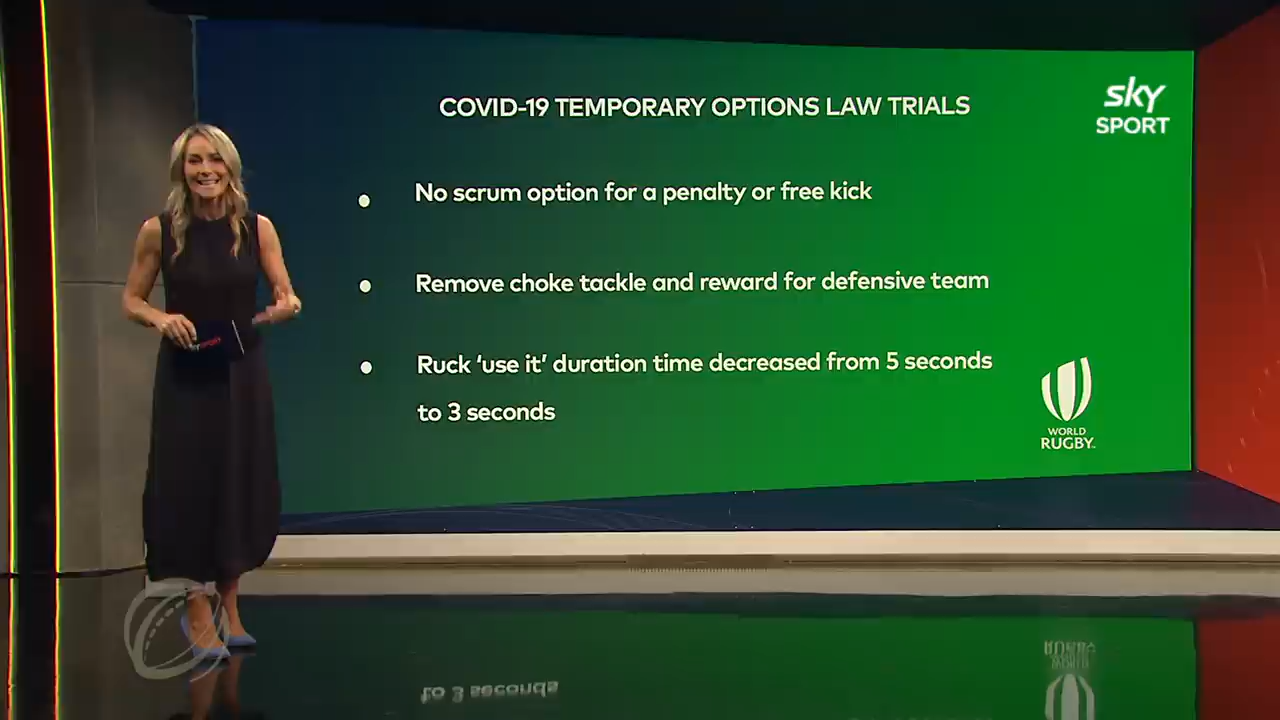 COVID-19 TEMPORARY OPTIONS LAW TRIALS
sky
SPORT
No scrum option for a penalty or free kick
Remove choke tackle and reward for defensive team
Ruck ‘use it’ duration time decreased from 5 seconds
to 3 seconds
WORLD
RUGBY
SPORT